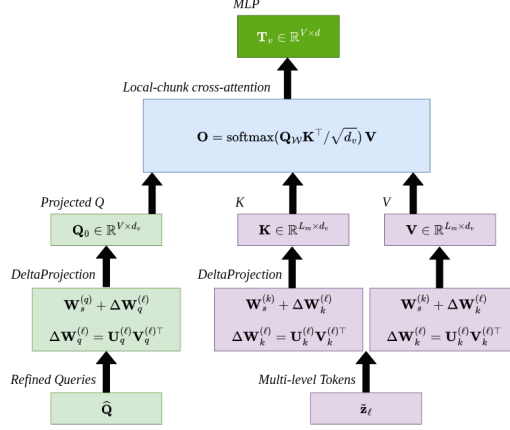 MLP
T_v ∈ ℝ^{V×d}
Local-chunk cross-attention
O = softmax(Q_𝒲 K^⊤/√d_v) V
Projected Q
K
V
Q_0 ∈ ℝ^{V×d_v}
K ∈ ℝ^{L_m×d_v}
V ∈ ℝ^{L_m×d_v}
DeltaProjection
DeltaProjection
W_s^{(q)} + ΔW_q^{(ℓ)}
ΔW_q^{(ℓ)} = U_q^{(ℓ)} V_q^{(ℓ)⊤}
W_s^{(k)} + ΔW_k^{(ℓ)}
ΔW_k^{(ℓ)} = U_k^{(ℓ)} V_k^{(ℓ)⊤}
W_s^{(k)} + ΔW_k^{(ℓ)}
ΔW_k^{(ℓ)} = U_k^{(ℓ)} V_k^{(ℓ)⊤}
Refined Queries
Multi-level Tokens
Q̂
z̃_ℓ